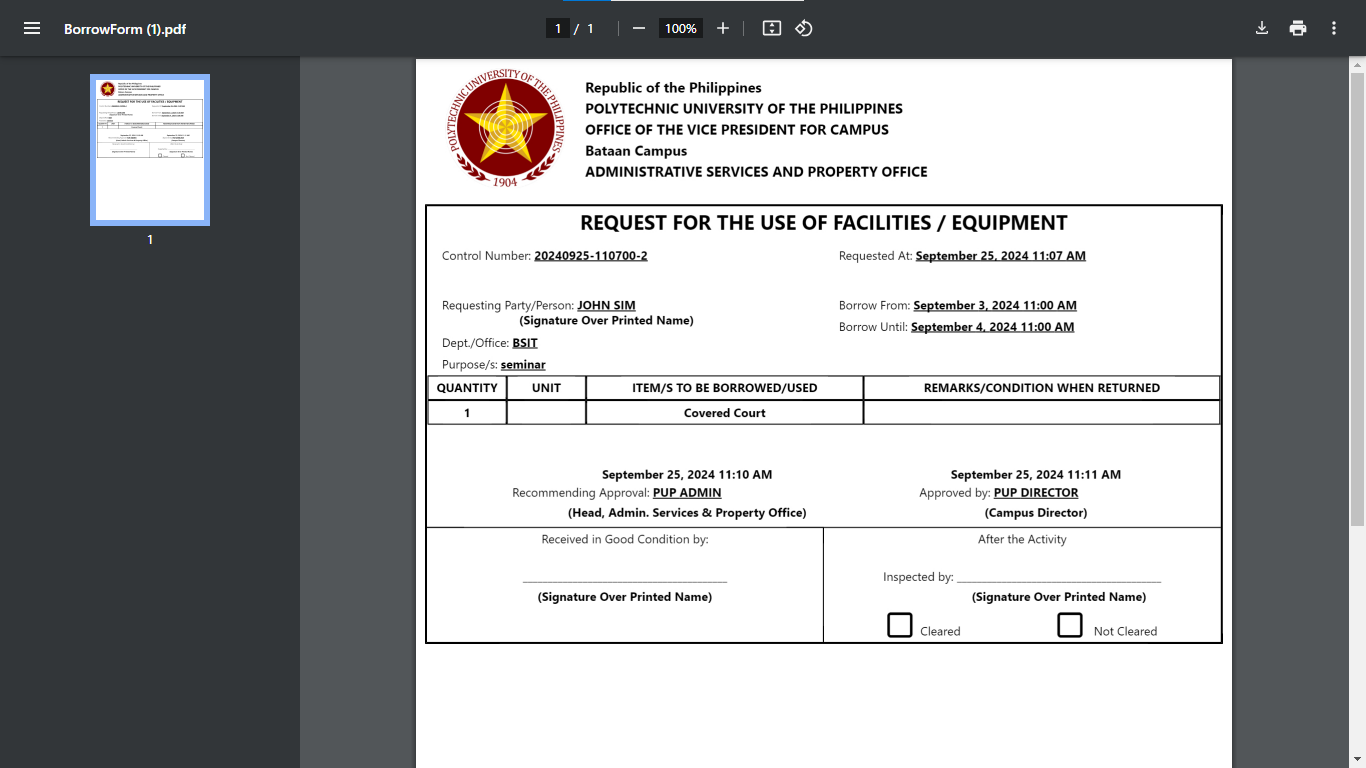 BorrowForm (1).pdf
1 / 1
100%
1
POLYTECHNIC UNIVERSITY OF THE PHILIPPINES
1904
Republic of the Philippines
POLYTECHNIC UNIVERSITY OF THE PHILIPPINES
OFFICE OF THE VICE PRESIDENT FOR CAMPUS
Bataan Campus
ADMINISTRATIVE SERVICES AND PROPERTY OFFICE
REQUEST FOR THE USE OF FACILITIES / EQUIPMENT
Control Number: 20240925-110700-2
Requested At: September 25, 2024 11:07 AM
Requesting Party/Person: JOHN SIM
(Signature Over Printed Name)
Borrow From: September 3, 2024 11:00 AM
Borrow Until: September 4, 2024 11:00 AM
Dept./Office: BSIT
Purpose/s: seminar
QUANTITY UNIT ITEM/S TO BE BORROWED/USED REMARKS/CONDITION WHEN RETURNED
1 Covered Court
September 25, 2024 11:10 AM
Recommending Approval: PUP ADMIN
(Head, Admin. Services & Property Office)
September 25, 2024 11:11 AM
Approved by: PUP DIRECTOR
(Campus Director)
Received in Good Condition by:
(Signature Over Printed Name)
After the Activity
Inspected by:
(Signature Over Printed Name)
Cleared Not Cleared